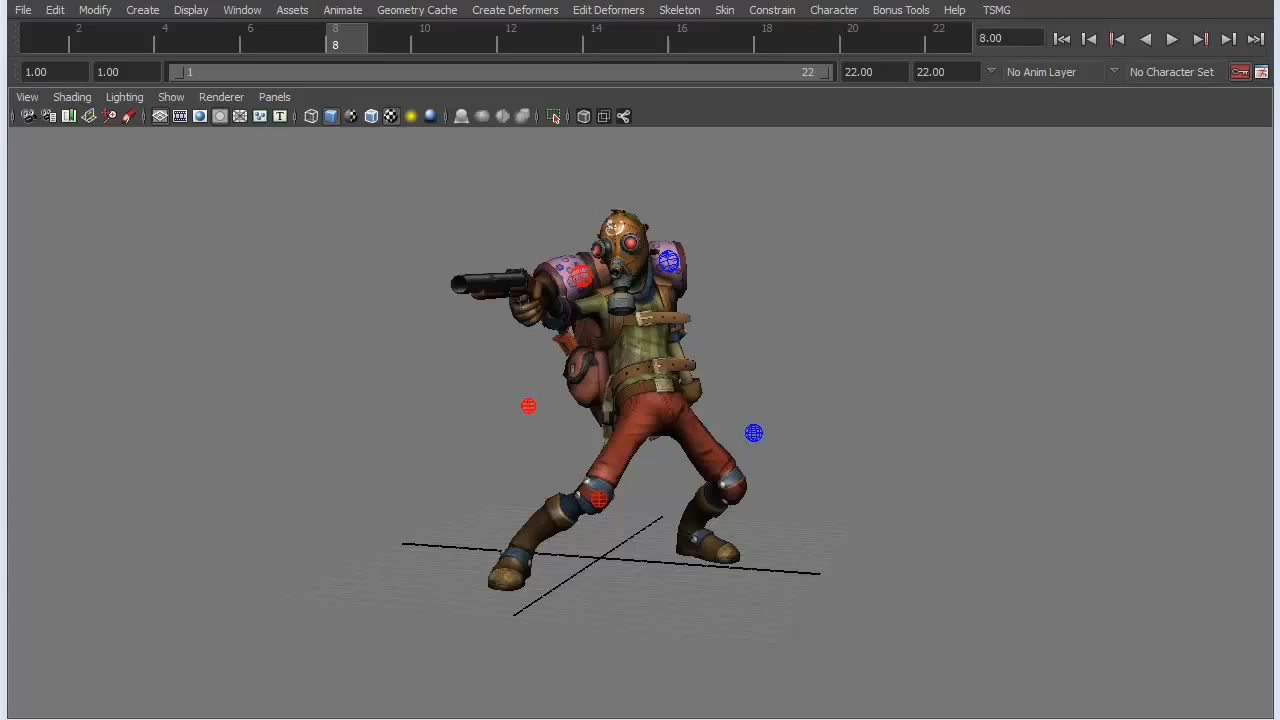 File Edit Modify Create Display Window Assets Animate Geometry Cache Create Deformers Edit Deformers Skeleton Skin Constrain Character Bonus Tools Help TSMG
2 4 6 8 10 12 14 16 18 20 22
8 8.00
1.00 1.00 1 22 22.00 22.00 No Anim Layer No Character Set
View Shading Lighting Show Renderer Panels
T